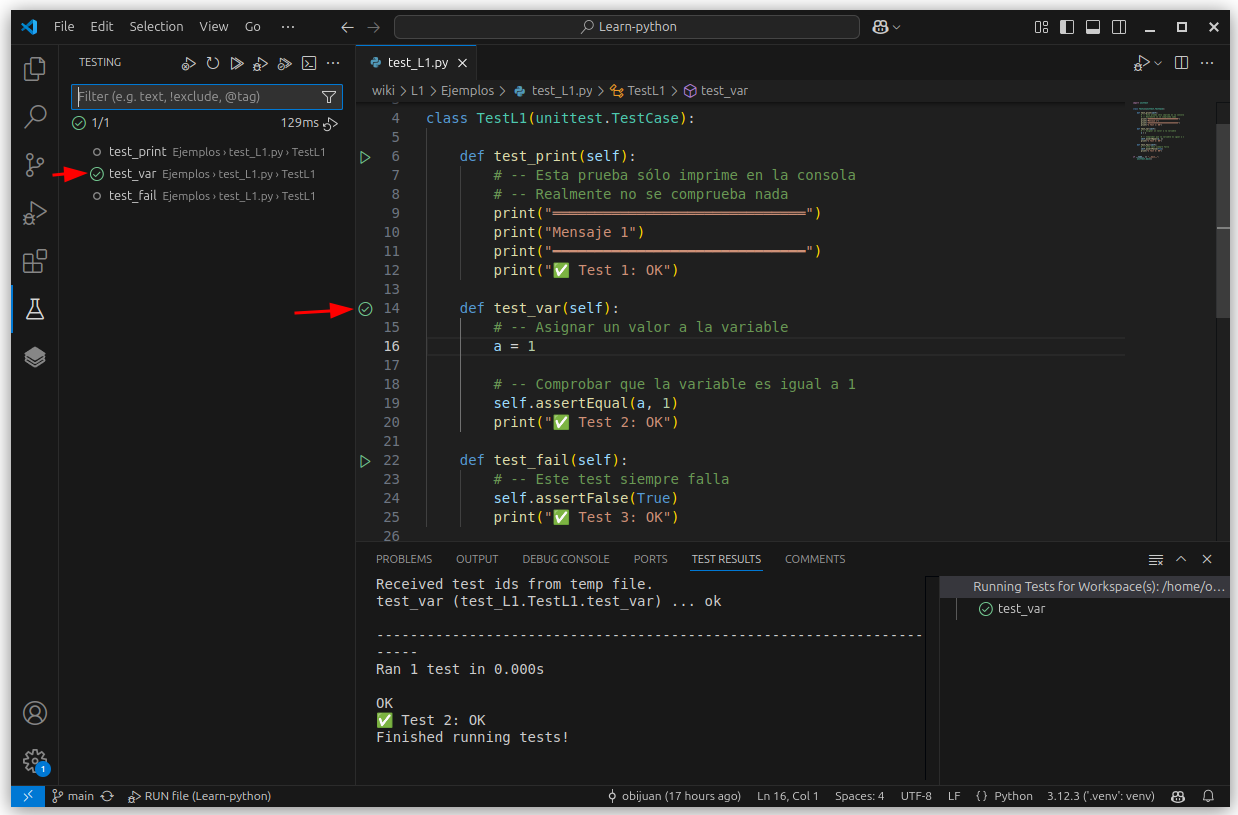 File Edit Selection View Go ··· Learn-python
TESTING
Filter (e.g. text, !exclude, @tag)
1/1 129ms
test_print Ejemplos › test_L1.py › TestL1
test_var Ejemplos › test_L1.py › TestL1
test_fail Ejemplos › test_L1.py › TestL1
1
test_L1.py
wiki > L1 > Ejemplos > test_L1.py > TestL1 > test_var
4 class TestL1(unittest.TestCase):
5
6 def test_print(self):
7 # -- Esta prueba sólo imprime en la consola
8 # -- Realmente no se comprueba nada
9 print("══════════════════════════════")
10 print("Mensaje 1")
11 print("══════════════════════════════")
12 print("✅ Test 1: OK")
13
14 def test_var(self):
15 # -- Asignar un valor a la variable
16 a = 1
17
18 # -- Comprobar que la variable es igual a 1
19 self.assertEqual(a, 1)
20 print("✅ Test 2: OK")
21
22 def test_fail(self):
23 # -- Este test siempre falla
24 self.assertFalse(True)
25 print("✅ Test 3: OK")
26
PROBLEMS OUTPUT DEBUG CONSOLE PORTS TEST RESULTS COMMENTS
Received test ids from temp file.
test_var (test_L1.TestL1.test_var) ... ok
-----------------------------------------------------------------
-----
Ran 1 test in 0.000s
OK
✅ Test 2: OK
Finished running tests!
Running Tests for Workspace(s): /home/o...
test_var
main RUN file (Learn-python) obijuan (17 hours ago) Ln 16, Col 1 Spaces: 4 UTF-8 LF {} Python 3.12.3 ('.venv': venv)